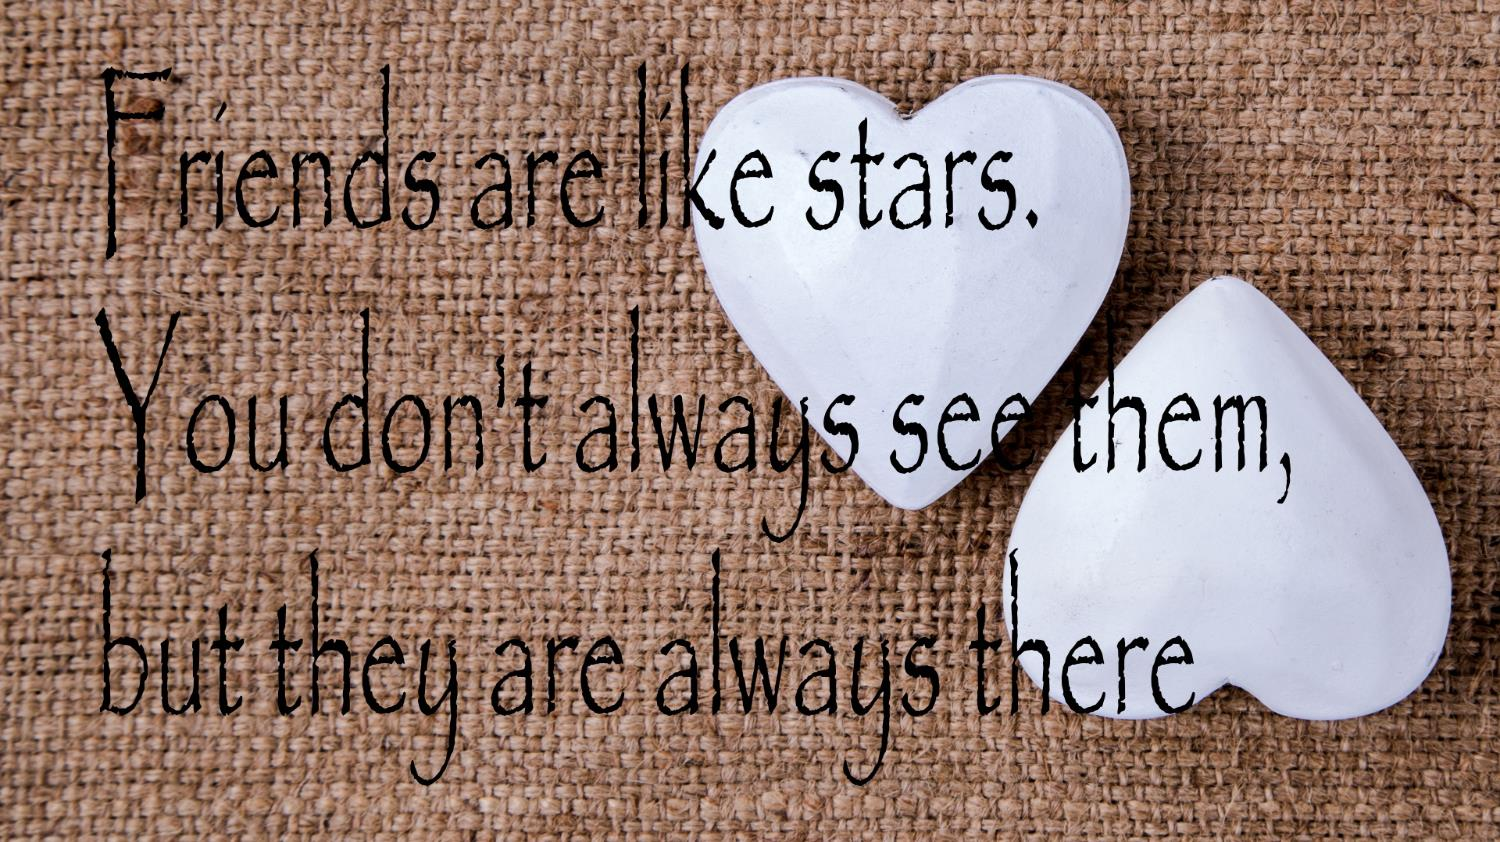 Friends are like stars.
You don't always see them,
but they are always there